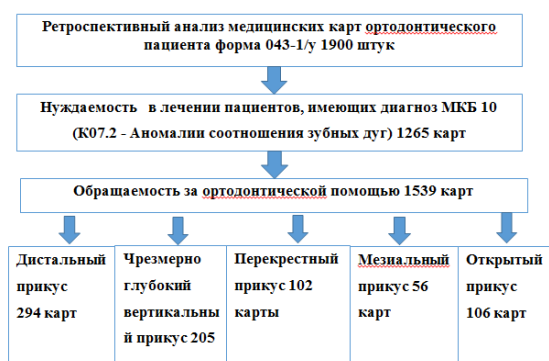 Ретроспективный анализ медицинских карт ортодонтического
пациента форма 043-1/у 1900 штук
Нуждаемость в лечении пациентов, имеющих диагноз МКБ 10
(К07.2 - Аномалии соотношения зубных дуг) 1265 карт
Обращаемость за ортодонтической помощью 1539 карт
Дистальный
прикус
294 карт
Чрезмерно
глубокий
вертикальны
й прикус 205
Перекрестный
прикус 102
карты
Мезиальный
прикус 56
карт
Открытый
прикус
106 карт